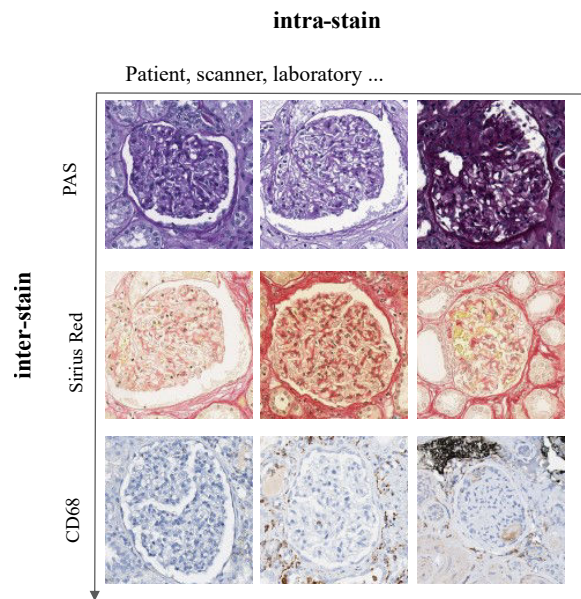 intra-stain
Patient, scanner, laboratory ...
PAS
inter-stain
Sirius Red
CD68